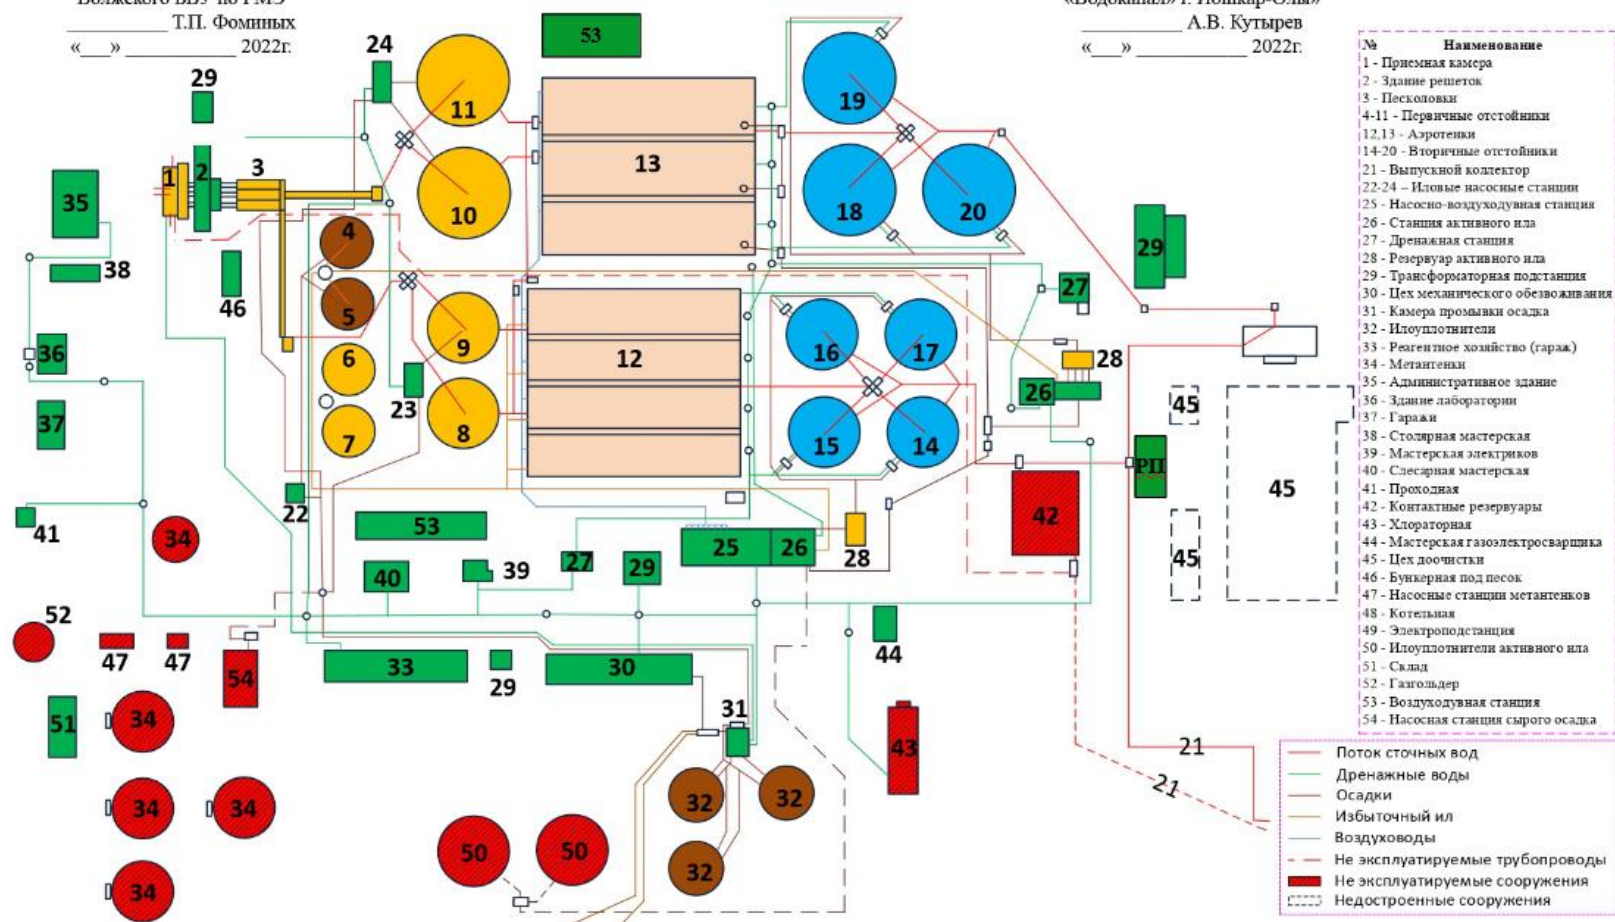 Волжского БВУ по РМЭ
__________ Т.П. Фоминых
«___» ___________ 2022г.
«Водоканал» г. Йошкар-Олы»
__________ А.В. Кутырев
«___» ___________ 2022г.
53
24
29
11
19
1
2
3
13
35
10
18
20
4
29
38
46
5
27
9
16
17
36
6
12
28
23
26
45
37
7
8
15
14
РП
45
22
42
41
34
53
25
26
28
45
39
27
29
40
52
44
47
47
54
33
29
30
51
34
31
43
21
21
34
34
32
32
50
50
32
34
№ Наименование
1 - Приемная камера
2 - Здание решеток
3 - Песколовки
4-11 - Первичные отстойники
12,13 - Аэротенки
14-20 - Вторичные отстойники
21 - Выпускной коллектор
22-24 – Иловые насосные станции
25 - Насосно-воздуходувная станция
26 - Станция активного ила
27 - Дренажная станция
28 - Резервуар активного ила
29 - Трансформаторная подстанция
30 - Цех механического обезвоживания
31 - Камера промывки осадка
32 - Илоуплотнители
33 - Реагентное хозяйство (гараж)
34 - Метантенки
35 - Административное здание
36 - Здание лаборатории
37 - Гаражи
38 - Столярная мастерская
39 - Мастерская электриков
40 - Слесарная мастерская
41 - Проходная
42 - Контактные резервуары
43 - Хлораторная
44 - Мастерская газоэлектросварщика
45 - Цех доочистки
46 - Бункерная под песок
47 - Насосные станции метантенков
48 - Котельная
49 - Электроподстанция
50 - Илоуплотнители активного ила
51 - Склад
52 - Газгольдер
53 - Воздуходувная станция
54 - Насосная станция сырого осадка
Поток сточных вод
Дренажные воды
Осадки
Избыточный ил
Воздуховоды
Не эксплуатируемые трубопроводы
Не эксплуатируемые сооружения
Недостроенные сооружения